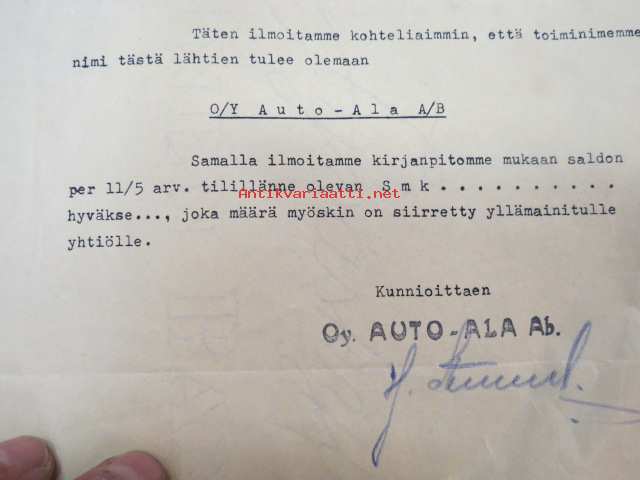 Täten ilmoitamme kohteliaimmin, että toiminimemme
nimi tästä lähtien tulee olemaan
O/Y Auto-Ala A/B
Samalla ilmoitamme kirjanpitomme mukaan saldon
per 11/5 arv. tilillänne olevan Smk . . . . . . . . . . .
Antikvariaatti.net
hyväkse..., joka määrä myöskin on siirretty yllämainitulle
yhtiölle.
Kunnioittaen
Oy. AUTO-ALA Ab.